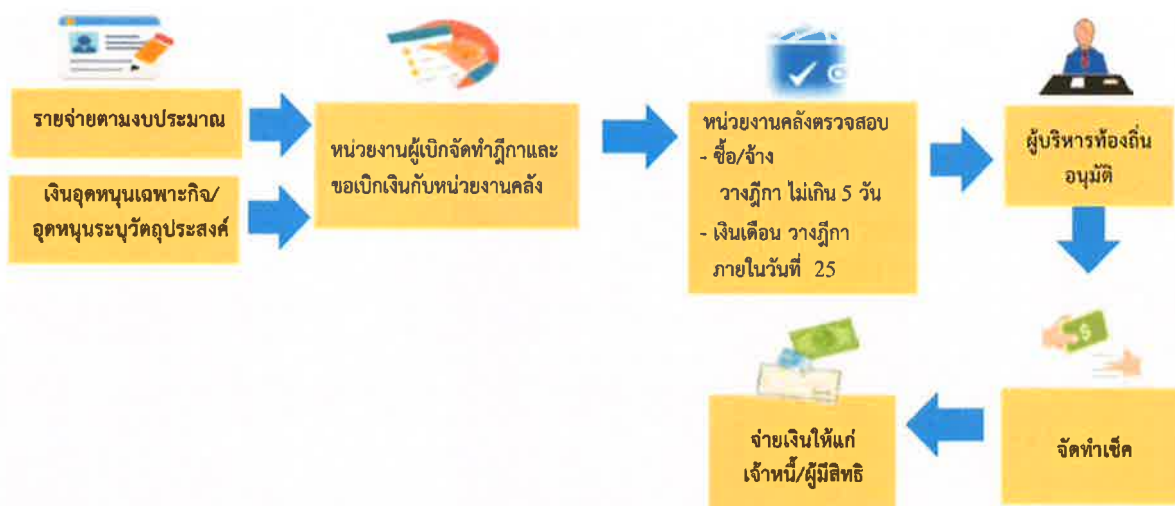 รายจ่ายตามงบประมาณ
เงินอุดหนุนเฉพาะกิจ/
อุดหนุนระบุวัตถุประสงค์
หน่วยงานผู้เบิกจัดทำฎีกาและ
ขอเบิกเงินกับหน่วยงานคลัง
หน่วยงานคลังตรวจสอบ
- ซื้อ/จ้าง
วางฎีกา ไม่เกิน 5 วัน
- เงินเดือน วางฎีกา
ภายในวันที่ 25
ผู้บริหารท้องถิ่น
อนุมัติ
จัดทำเช็ค
จ่ายเงินให้แก่
เจ้าหนี้/ผู้มีสิทธิ